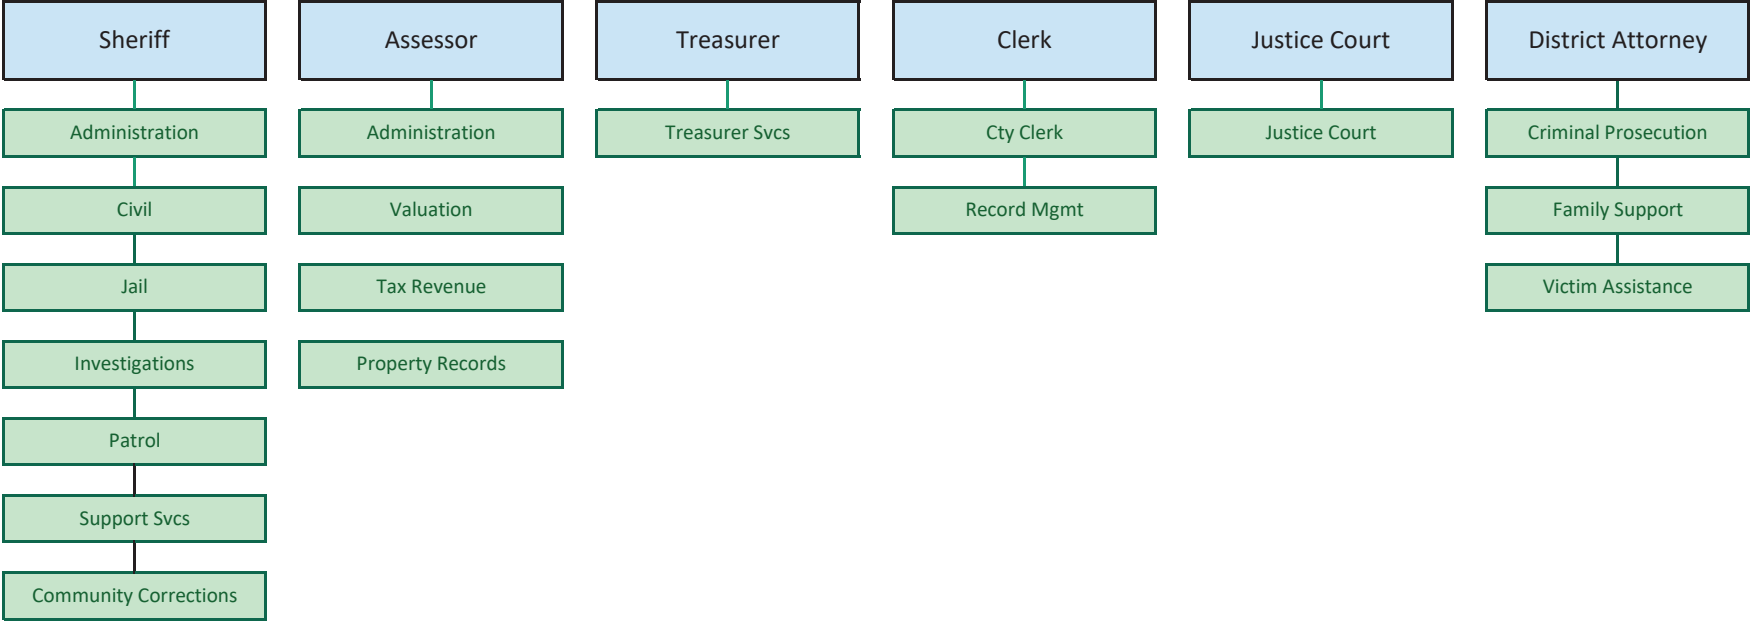 Sheriff
Assessor
Treasurer
Clerk
Justice Court
District Attorney
Administration
Administration
Treasurer Svcs
Cty Clerk
Justice Court
Criminal Prosecution
Civil
Valuation
Record Mgmt
Family Support
Jail
Tax Revenue
Victim Assistance
Investigations
Property Records
Patrol
Support Svcs
Community Corrections